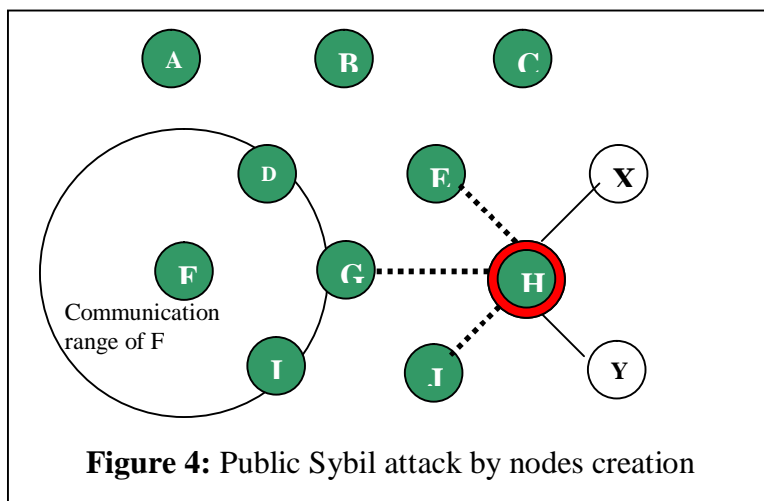 A B C
D E X
F G H
Communication
range of F
I J Y
Figure 4: Public Sybil attack by nodes creation